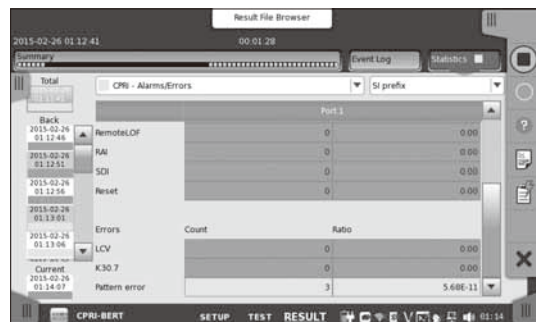 Result File Browser
2015-02-26 01:12:41 00:01:28
Summary Event Log Statistics
Total
CPRI - Alarms/Errors SI prefix
Port 1
Back
2015-02-26
01:12:46
2015-02-26
01:12:51
2015-02-26
01:12:56
2015-02-26
01:13:01
2015-02-26
01:13:06
Current
2015-02-26
01:14:07
RemoteLOF 0 0.00
RAI 0 0.00
SDI 0 0.00
Reset 0 0.00
Errors Count Ratio
LCV 0 0.00
K30.7 0 0.00
Pattern error 3 5.68E-11
CPRI-BERT SETUP TEST RESULT 01:14